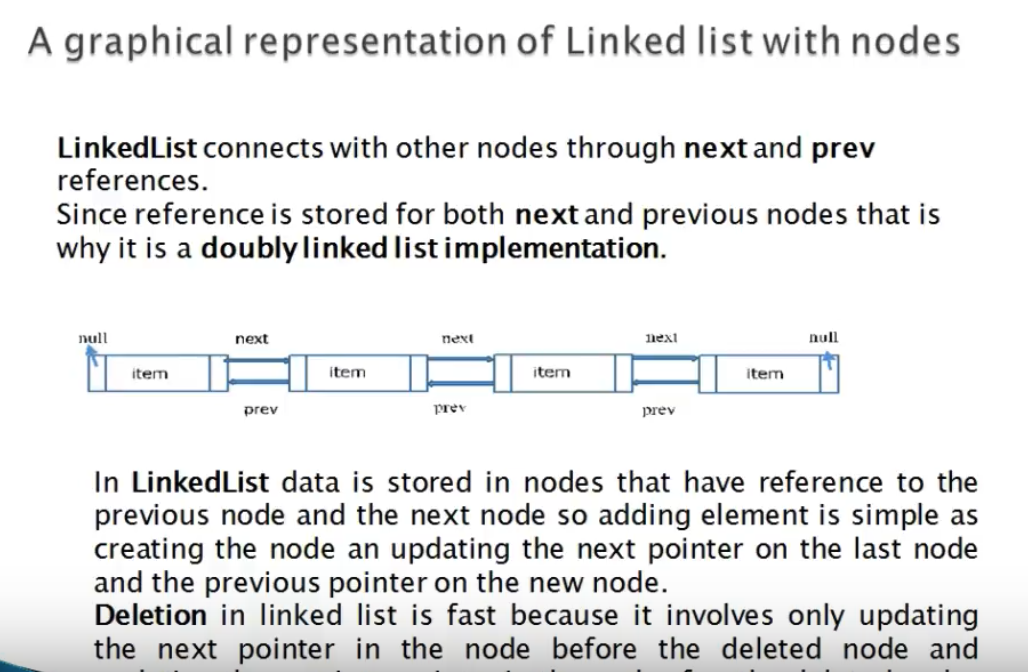 A graphical representation of Linked list with nodes
LinkedList connects with other nodes through next and prev
references.
Since reference is stored for both next and previous nodes that is
why it is a doubly linked list implementation.
null next next next null
item item item item
prev prev prev
In LinkedList data is stored in nodes that have reference to the
previous node and the next node so adding element is simple as
creating the node an updating the next pointer on the last node
and the previous pointer on the new node.
Deletion in linked list is fast because it involves only updating
the next pointer in the node before the deleted node and